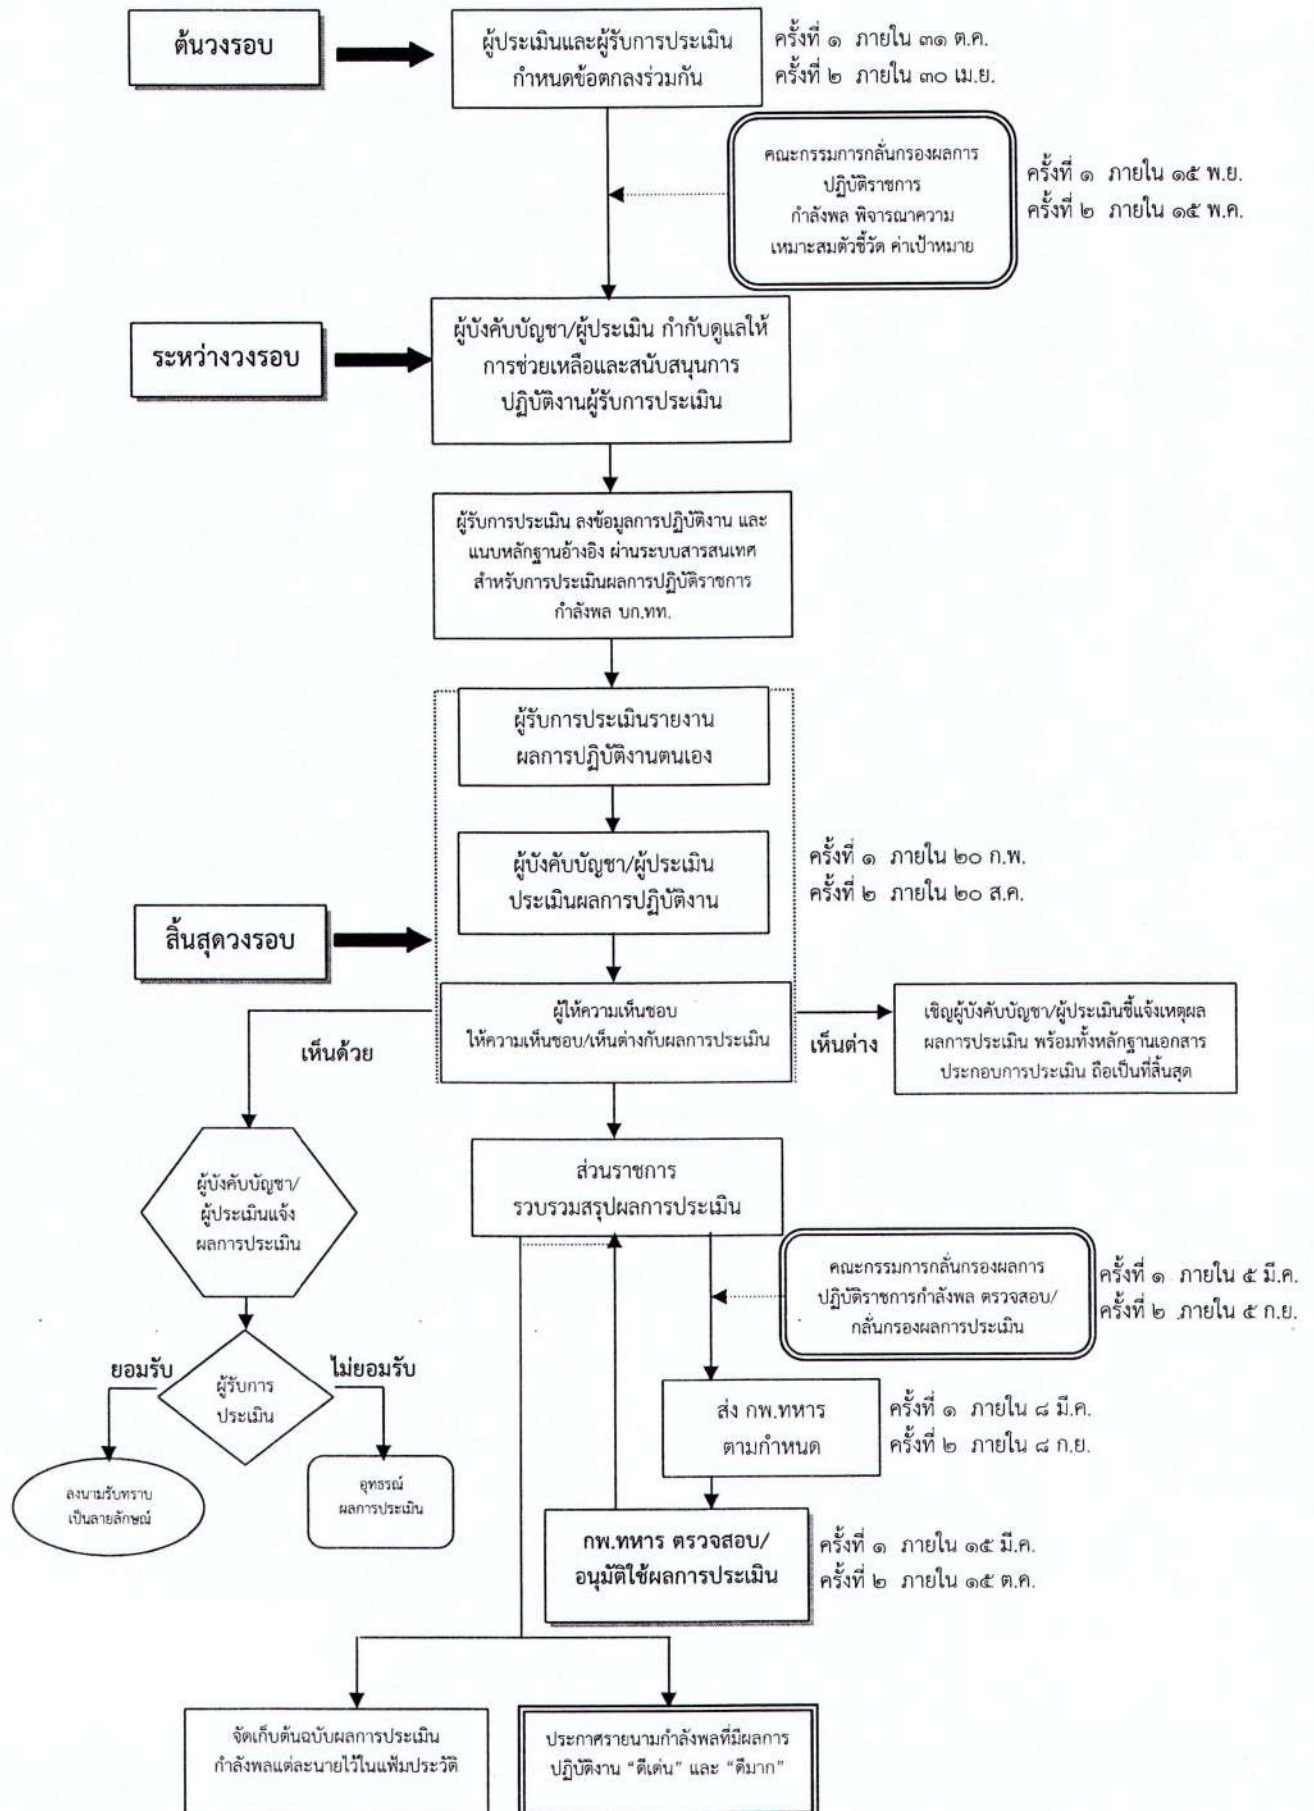 ต้นวงรอบ
ผู้ประเมินและผู้รับการประเมิน
กำหนดข้อตกลงร่วมกัน
ครั้งที่ ๑ ภายใน ๓๑ ต.ค.
ครั้งที่ ๒ ภายใน ๓๐ เม.ย.
คณะกรรมการกลั่นกรองผลการ
ปฏิบัติราชการ
กำลังพล พิจารณาความ
เหมาะสมตัวชี้วัด ค่าเป้าหมาย
ครั้งที่ ๑ ภายใน ๑๕ พ.ย.
ครั้งที่ ๒ ภายใน ๑๕ พ.ค.
ระหว่างวงรอบ
ผู้บังคับบัญชา/ผู้ประเมิน กำกับดูแลให้
การช่วยเหลือและสนับสนุนการ
ปฏิบัติงานผู้รับการประเมิน
ผู้รับการประเมิน ลงข้อมูลการปฏิบัติงาน และ
แนบหลักฐานอ้างอิง ผ่านระบบสารสนเทศ
สำหรับการประเมินผลการปฏิบัติราชการ
กำลังพล บก.ทท.
ผู้รับการประเมินรายงาน
ผลการปฏิบัติงานตนเอง
ผู้บังคับบัญชา/ผู้ประเมิน
ประเมินผลการปฏิบัติงาน
ครั้งที่ ๑ ภายใน ๒๐ ก.พ.
ครั้งที่ ๒ ภายใน ๒๐ ส.ค.
สิ้นสุดวงรอบ
ผู้ให้ความเห็นชอบ
ให้ความเห็นชอบ/เห็นต่างกับผลการประเมิน
เห็นด้วย
เห็นต่าง
เชิญผู้บังคับบัญชา/ผู้ประเมินชี้แจงเหตุผล
ผลการประเมิน พร้อมทั้งหลักฐานเอกสาร
ประกอบการประเมิน ถือเป็นที่สิ้นสุด
ผู้บังคับบัญชา/
ผู้ประเมินแจ้ง
ผลการประเมิน
ส่วนราชการ
รวบรวมสรุปผลการประเมิน
คณะกรรมการกลั่นกรองผลการ
ปฏิบัติราชการกำลังพล ตรวจสอบ/
กลั่นกรองผลการประเมิน
ครั้งที่ ๑ ภายใน ๕ มี.ค.
ครั้งที่ ๒ ภายใน ๕ ก.ย.
ยอมรับ
ไม่ยอมรับ
ผู้รับการ
ประเมิน
ส่ง กพ.ทหาร
ตามกำหนด
ครั้งที่ ๑ ภายใน ๘ มี.ค.
ครั้งที่ ๒ ภายใน ๘ ก.ย.
ลงนามรับทราบ
เป็นลายลักษณ์
อุทธรณ์
ผลการประเมิน
กพ.ทหาร ตรวจสอบ/
อนุมัติใช้ผลการประเมิน
ครั้งที่ ๑ ภายใน ๑๕ มี.ค.
ครั้งที่ ๒ ภายใน ๑๕ ต.ค.
จัดเก็บต้นฉบับผลการประเมิน
กำลังพลแต่ละนายไว้ในแฟ้มประวัติ
ประกาศรายนามกำลังพลที่มีผลการ
ปฏิบัติงาน “ดีเด่น” และ “ดีมาก”